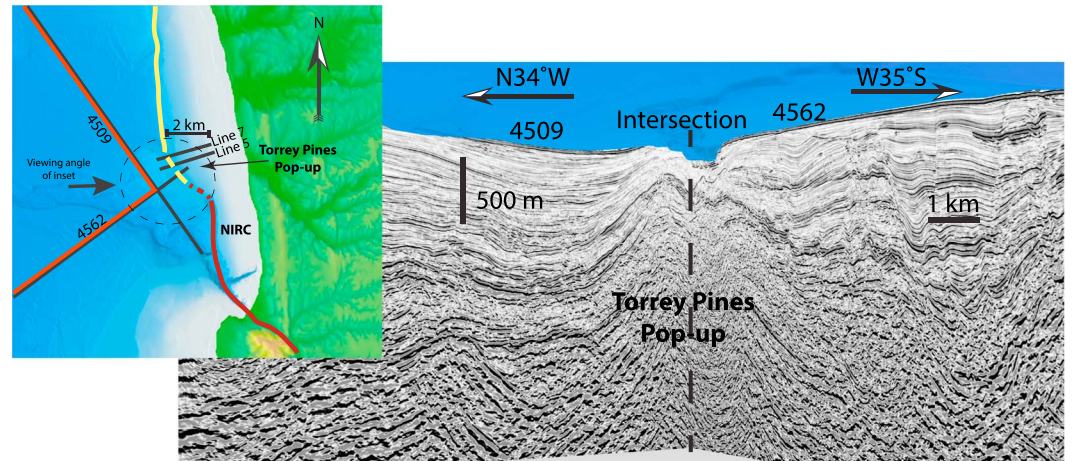 N
4509
2 km
Line 7
Line 5
Torrey Pines
Pop-up
Viewing angle
of inset
4562
NIRC
N34˚W
W35˚S
4509
Intersection
4562
500 m
1 km
Torrey Pines
Pop-up